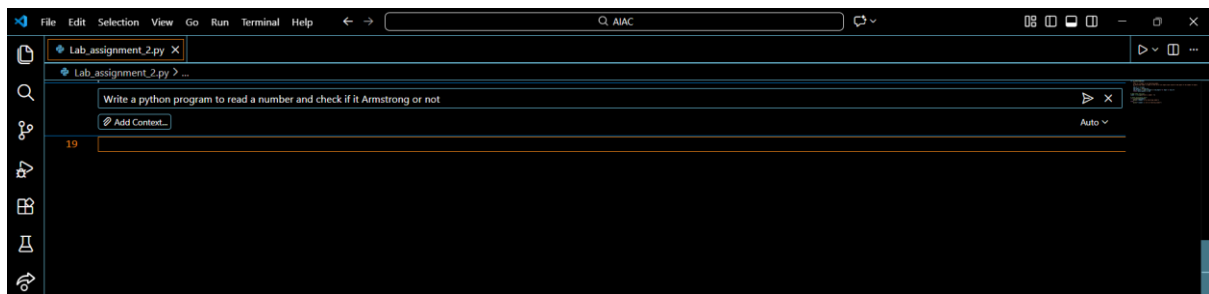 File Edit Selection View Go Run Terminal Help AIAC
Lab_assignment_2.py
Lab_assignment_2.py > ...
Write a python program to read a number and check if it Armstrong or not
Add Context... Auto
19